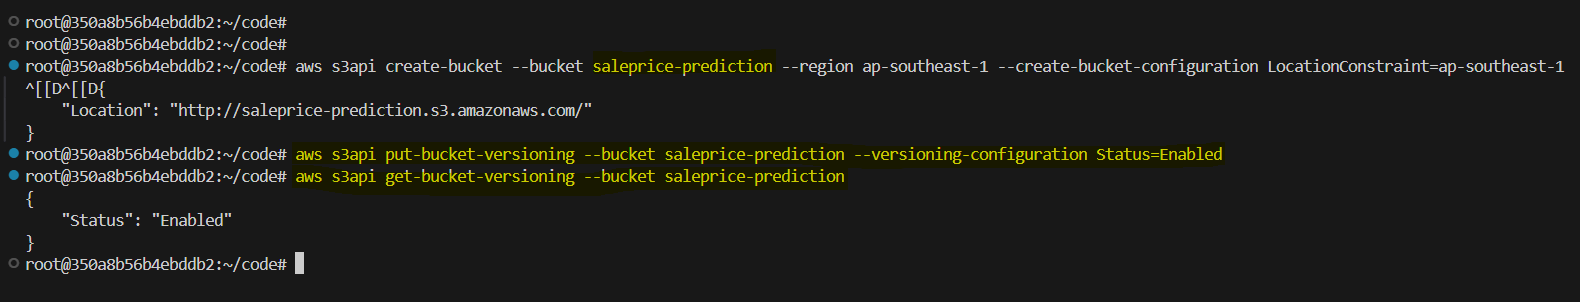 root@350a8b56b4ebddb2:~/code#
root@350a8b56b4ebddb2:~/code#
root@350a8b56b4ebddb2:~/code# aws s3api create-bucket --bucket saleprice-prediction --region ap-southeast-1 --create-bucket-configuration LocationConstraint=ap-southeast-1
^[[D^[[D{
    "Location": "http://saleprice-prediction.s3.amazonaws.com/"
}
root@350a8b56b4ebddb2:~/code# aws s3api put-bucket-versioning --bucket saleprice-prediction --versioning-configuration Status=Enabled
root@350a8b56b4ebddb2:~/code# aws s3api get-bucket-versioning --bucket saleprice-prediction
{
    "Status": "Enabled"
}
root@350a8b56b4ebddb2:~/code#